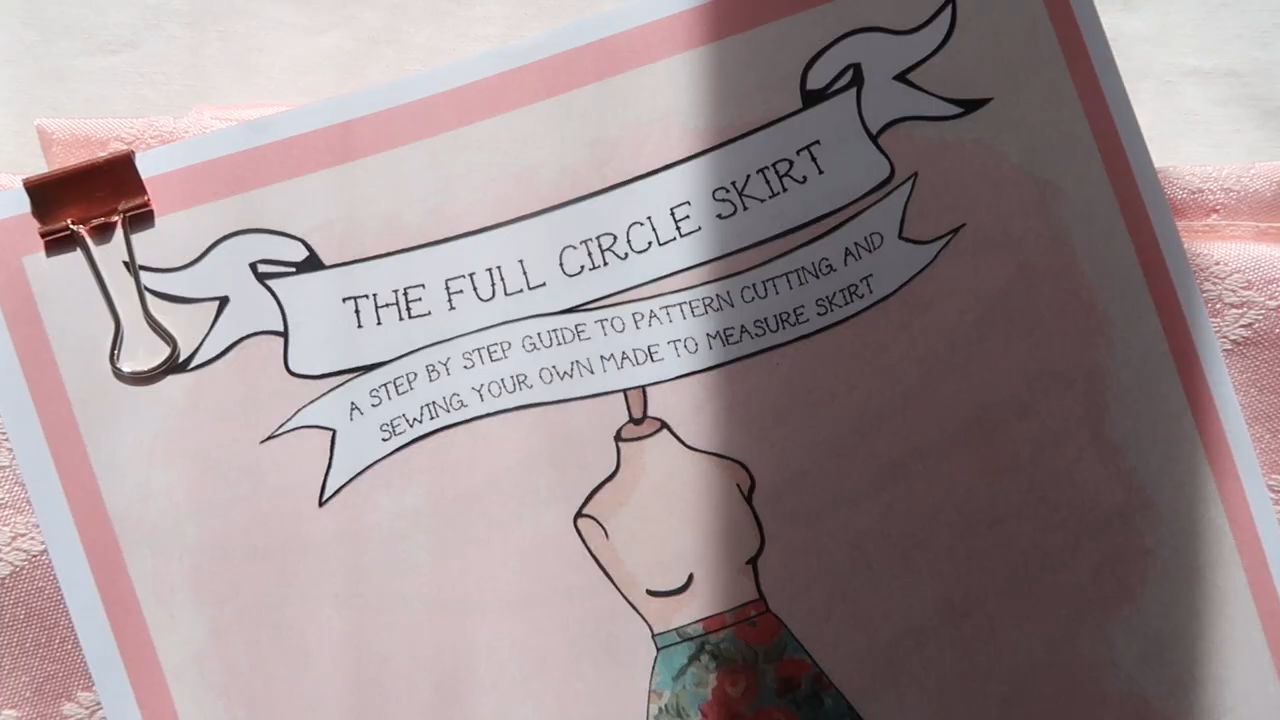 THE FULL CIRCLE SKIRT
A STEP BY STEP GUIDE TO PATTERN CUTTING AND
SEWING YOUR OWN MADE TO MEASURE SKIRT